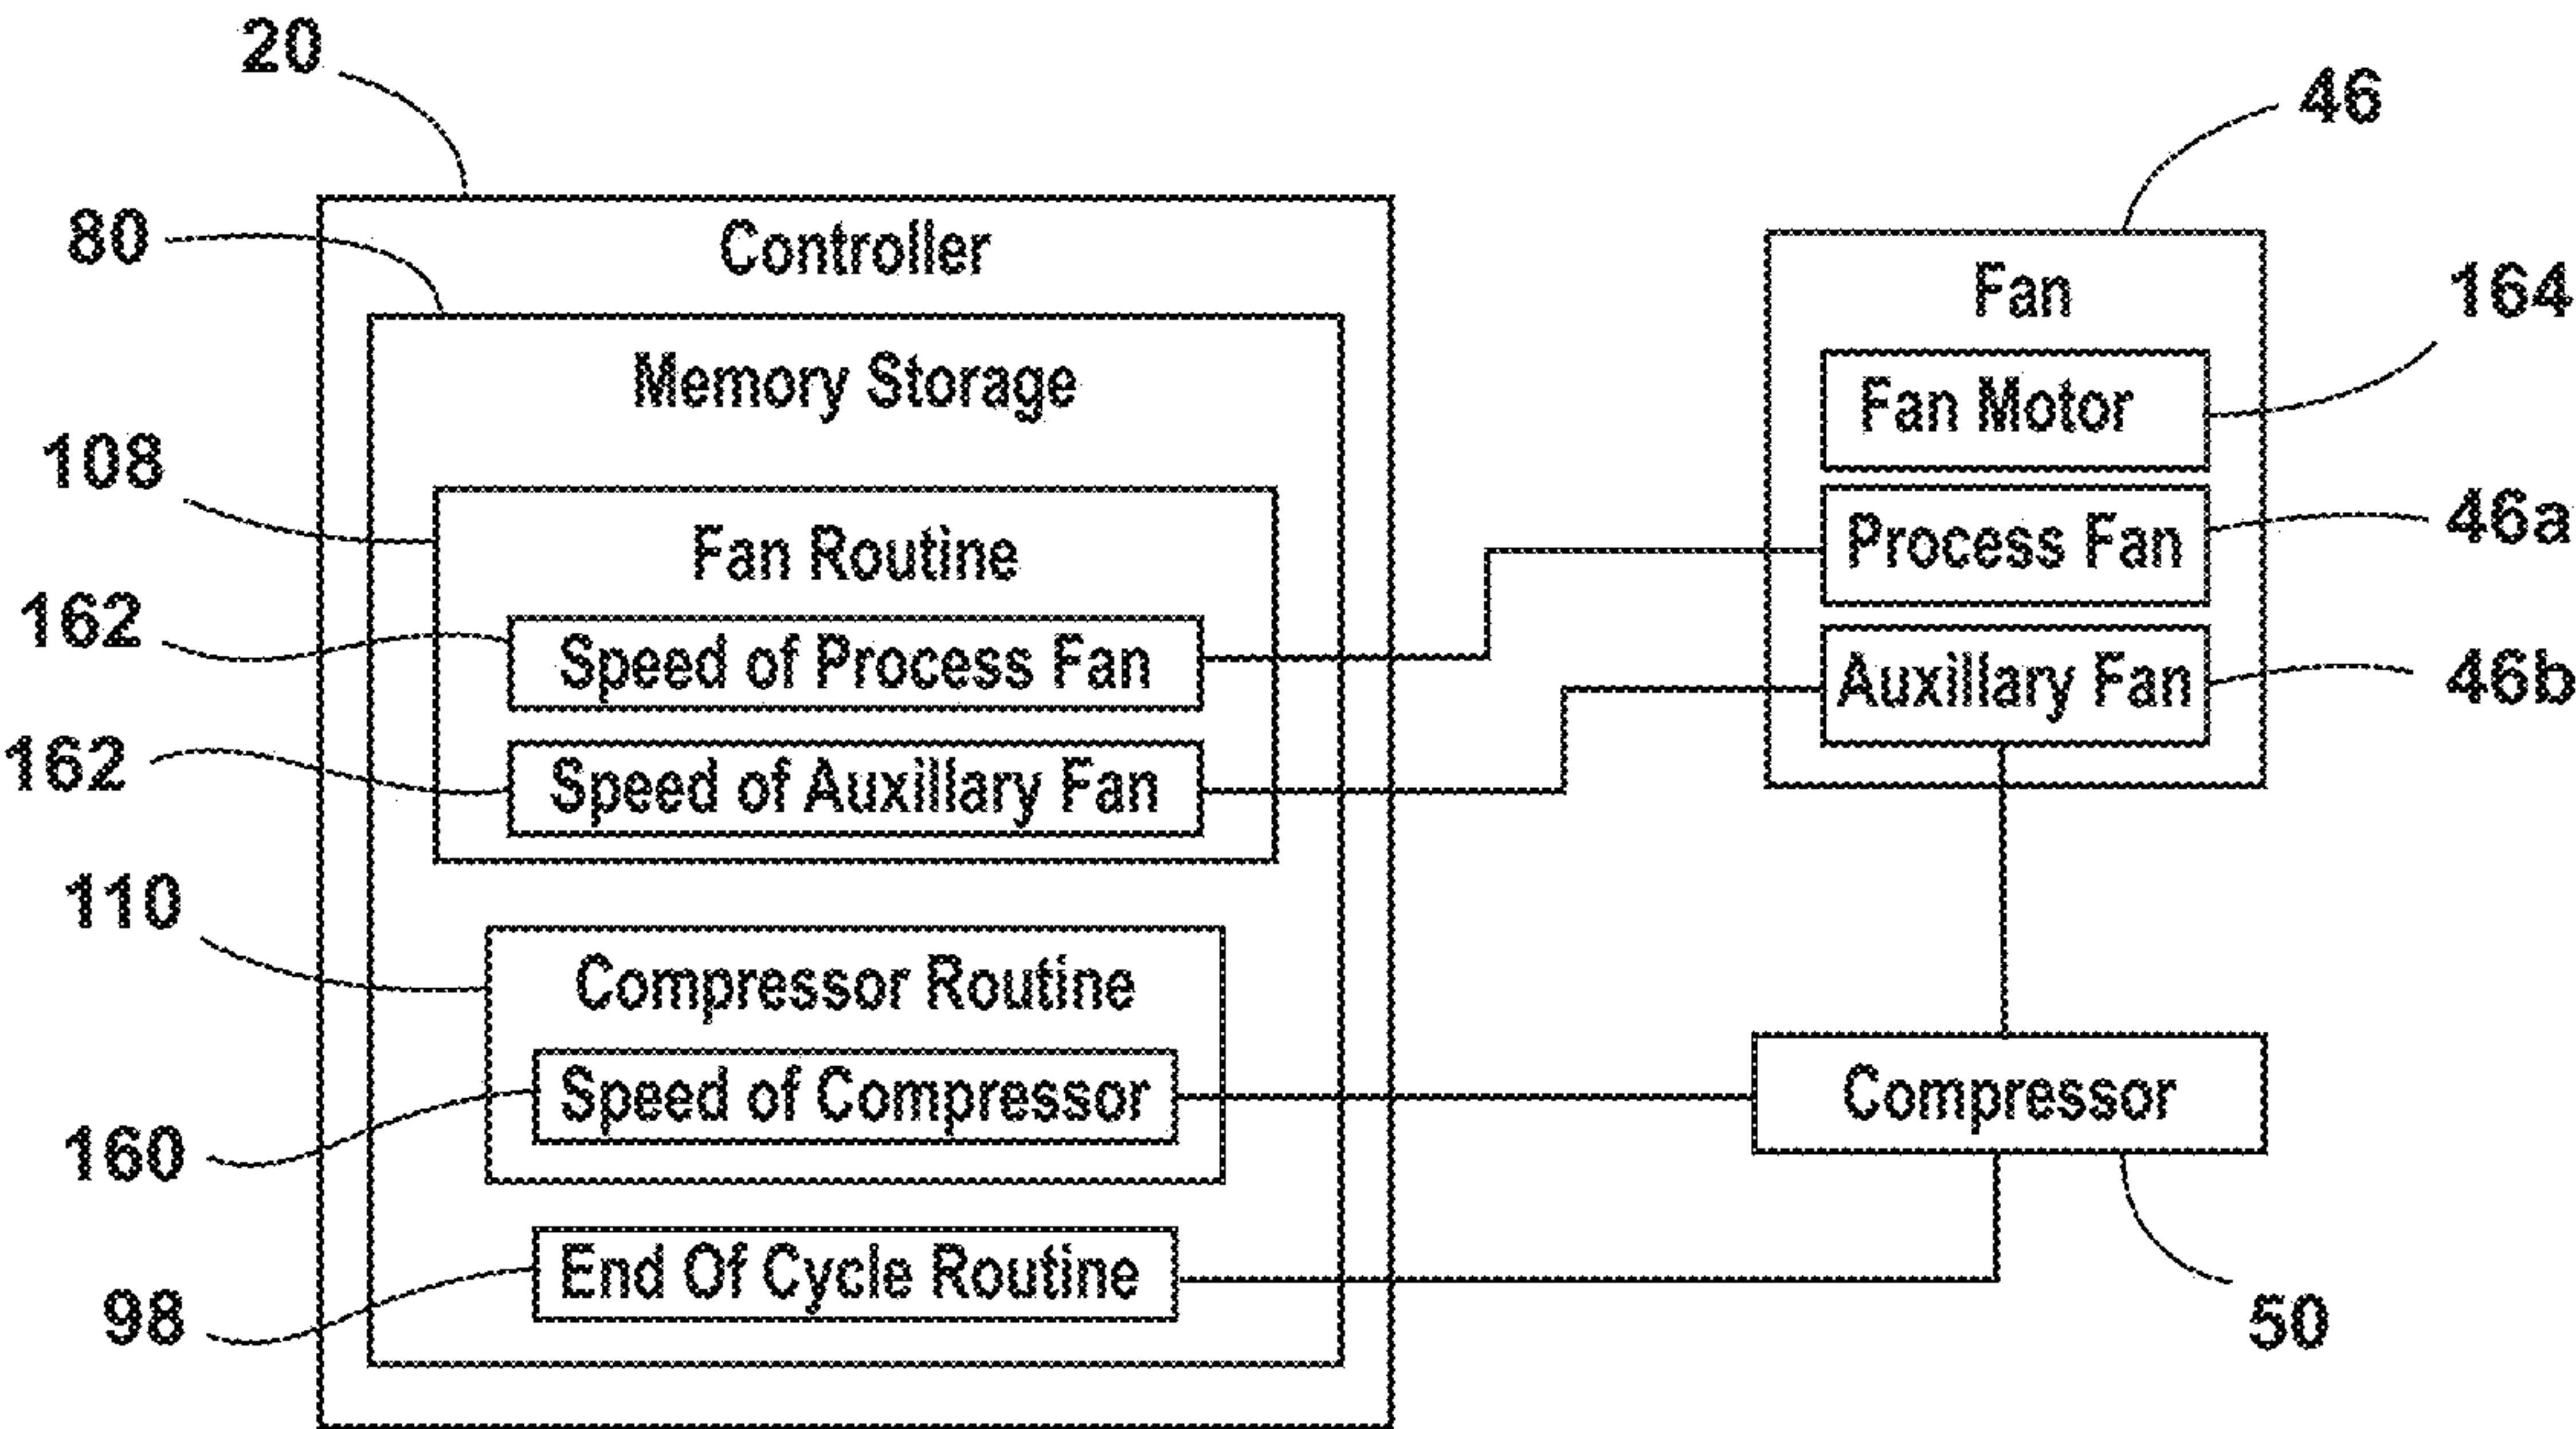 20
46
80
Controller
Fan
164
Memory Storage
Fan Motor
108
Process Fan
46a
Fan Routine
162
Speed of Process Fan
Auxillary Fan
46b
162
Speed of Auxillary Fan
110
Compressor Routine
Speed of Compressor
Compressor
160
End Of Cycle Routine
98
50